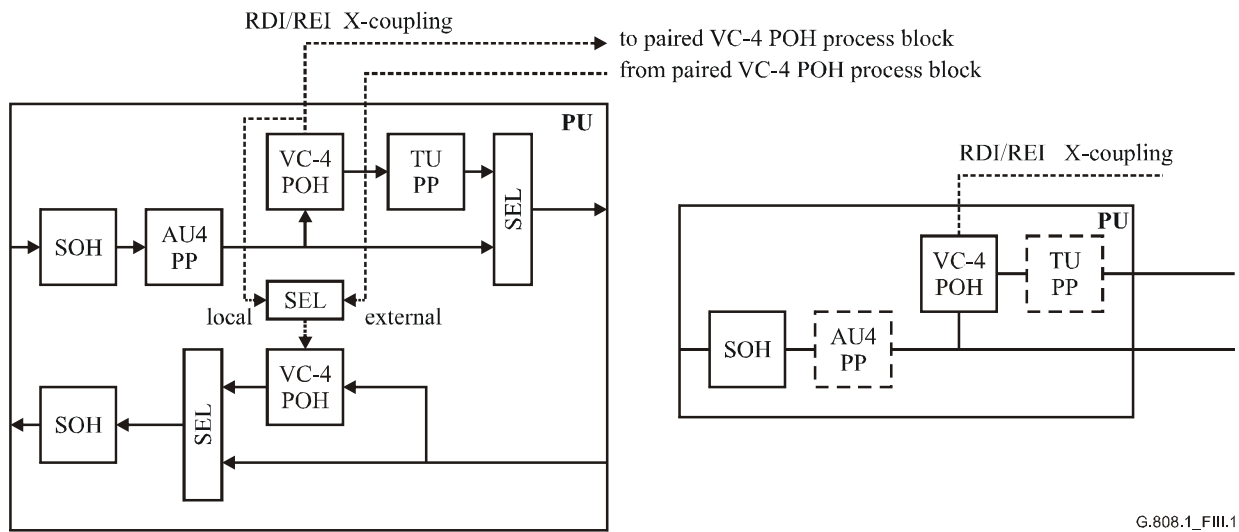 RDI/REI X-coupling
to paired VC-4 POH process block
from paired VC-4 POH process block
PU
VC-4
POH
TU
PP
SEL
SOH
AU4
PP
SEL
local
external
VC-4
POH
SEL
SOH
RDI/REI X-coupling
PU
VC-4
POH
TU
PP
SOH
AU4
PP
G.808.1_FIII.1